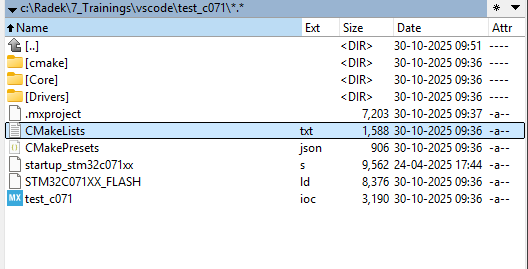 c:\Radek\7_Trainings\vscode\test_c071\*.*
Name Ext Size Date Attr
[..] <DIR> 30-10-2025 09:51 ----
[cmake] <DIR> 30-10-2025 09:36 ----
[Core] <DIR> 30-10-2025 09:36 ----
[Drivers] <DIR> 30-10-2025 09:36 ----
.mxproject 7,203 30-10-2025 09:37 -a--
CMakeLists txt 1,588 30-10-2025 09:36 -a--
CMakePresets json 906 30-10-2025 09:36 -a--
startup_stm32c071xx s 9,562 24-04-2025 17:44 -a--
STM32C071XX_FLASH ld 8,376 30-10-2025 09:36 -a--
MX test_c071 ioc 3,190 30-10-2025 09:36 -a--